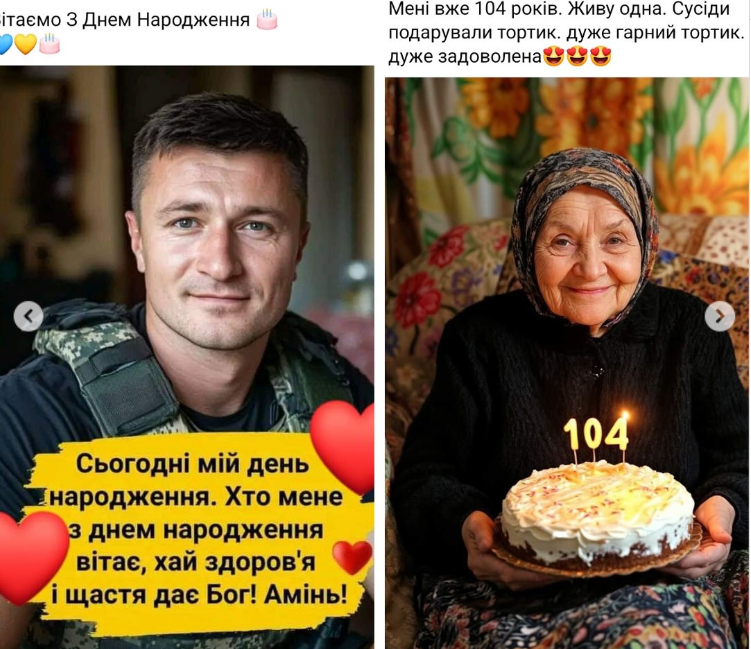 ітаємо З Днем Народження 🎂
💙💛🎂
Сьогодні мій день
народження. Хто мене
з днем народження
вітає, хай здоров'я
і щастя дає Бог! Амінь!
Мені вже 104 років. Живу одна. Сусіди
подарували тортик. дуже гарний тортик.
дуже задоволена😍😍😍
104